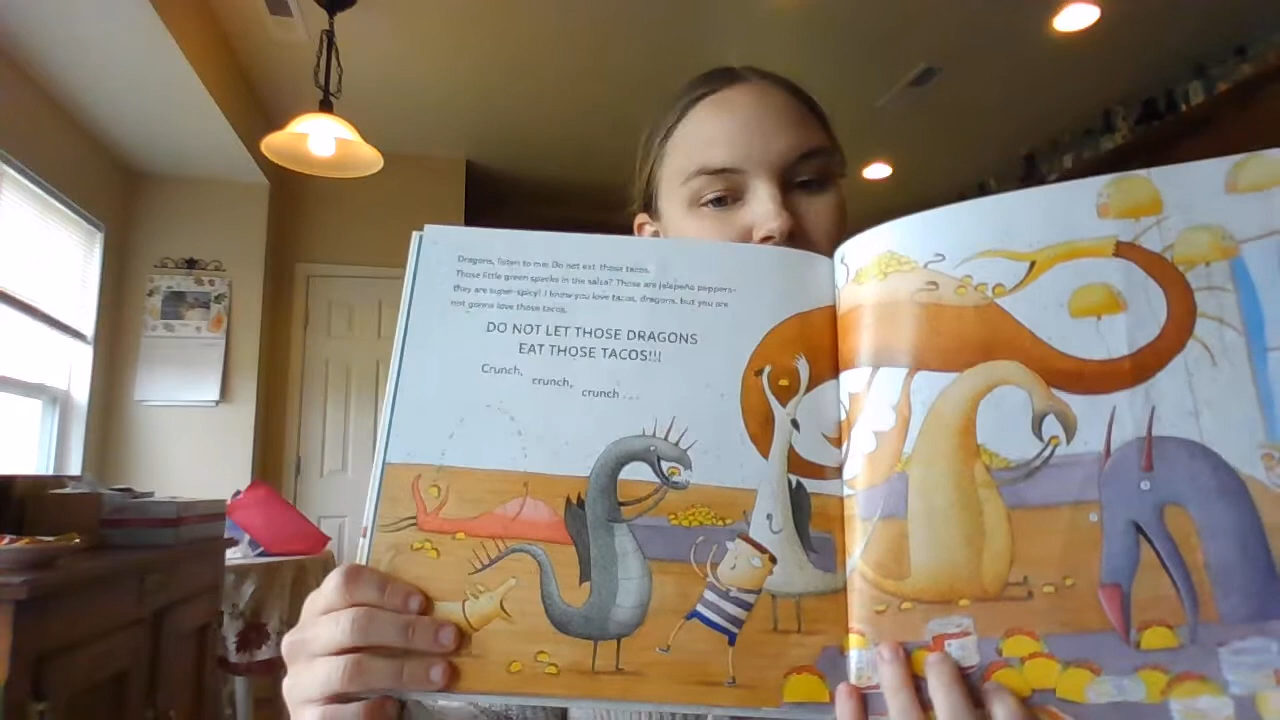 Dragons, listen to me: Do not eat those tacos.
Those little green specks in the salsa? Those are jalapeño peppers-
they are super-spicy! I know you love tacos, dragons, but you are
not gonna love those tacos.
DO NOT LET THOSE DRAGONS
EAT THOSE TACOS!!!
Crunch,
crunch,
crunch . . .